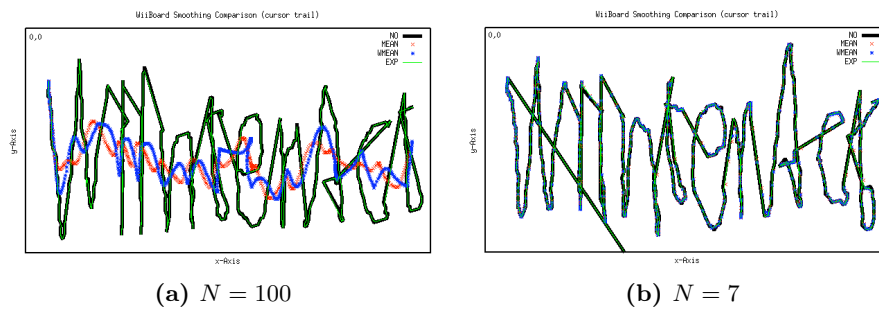 WiiBoard Smoothing Comparison (cursor trail)
0,0
NO
MEAN
WMEAN
EXP
y-Axis
x-Axis
(a) N = 100
WiiBoard Smoothing Comparison (cursor trail)
0,0
NO
MEAN
WMEAN
EXP
y-Axis
x-Axis
(b) N = 7